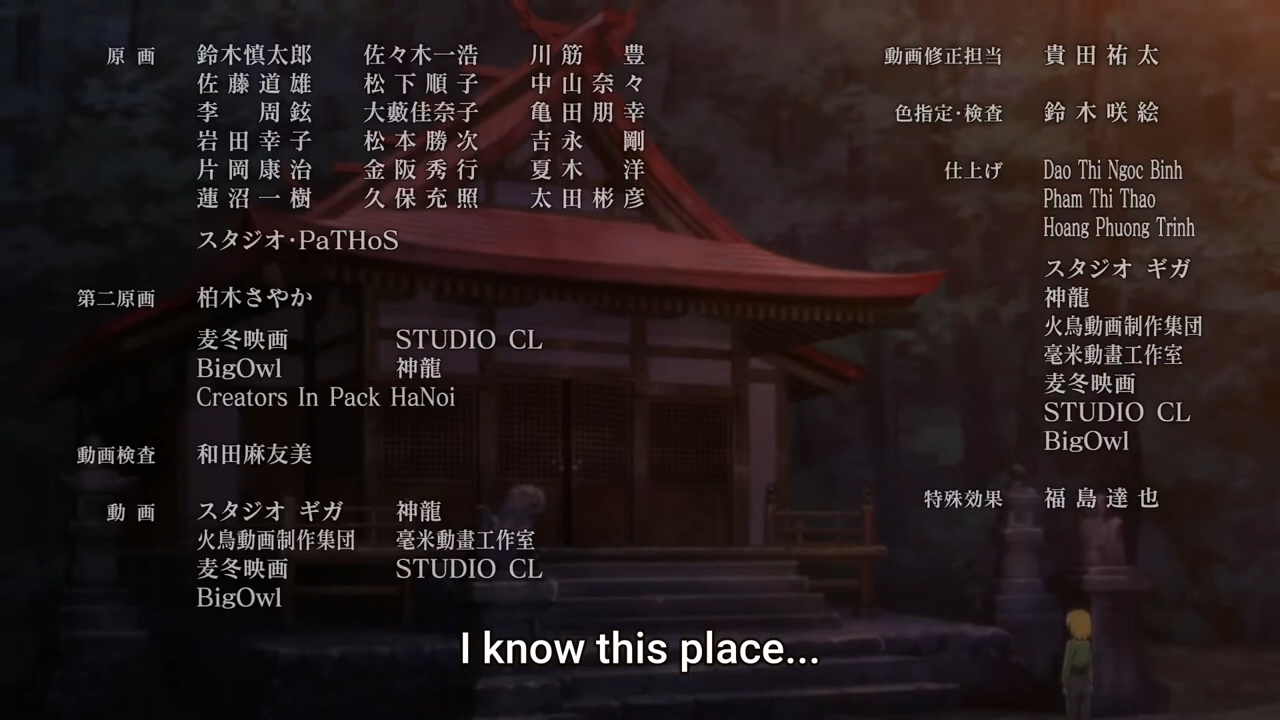 原画 鈴木慎太郎 佐々木一浩 川筋 豊
佐藤道雄 松下順子 中山奈々
李 周鉉 大藪佳奈子 亀田朋幸
岩田幸子 松本勝次 吉永 剛
片岡康治 金阪秀行 夏木 洋
蓮沼一樹 久保充照 太田彬彦
スタジオ・PaTHoS
第二原画 柏木さやか
麦冬映画 STUDIO CL
BigOwl 神龍
Creators In Pack HaNoi
動画検査 和田麻友美
動画 スタジオ ギガ 神龍
火鳥動画制作集団 毫米動畫工作室
麦冬映画 STUDIO CL
BigOwl
動画修正担当 貴田祐太
色指定・検査 鈴木咲絵
仕上げ Dao Thi Ngoc Binh
Pham Thi Thao
Hoang Phuong Trinh
スタジオ ギガ
神龍
火鳥動画制作集団
毫米動畫工作室
麦冬映画
STUDIO CL
BigOwl
特殊効果 福島達也
I know this place...